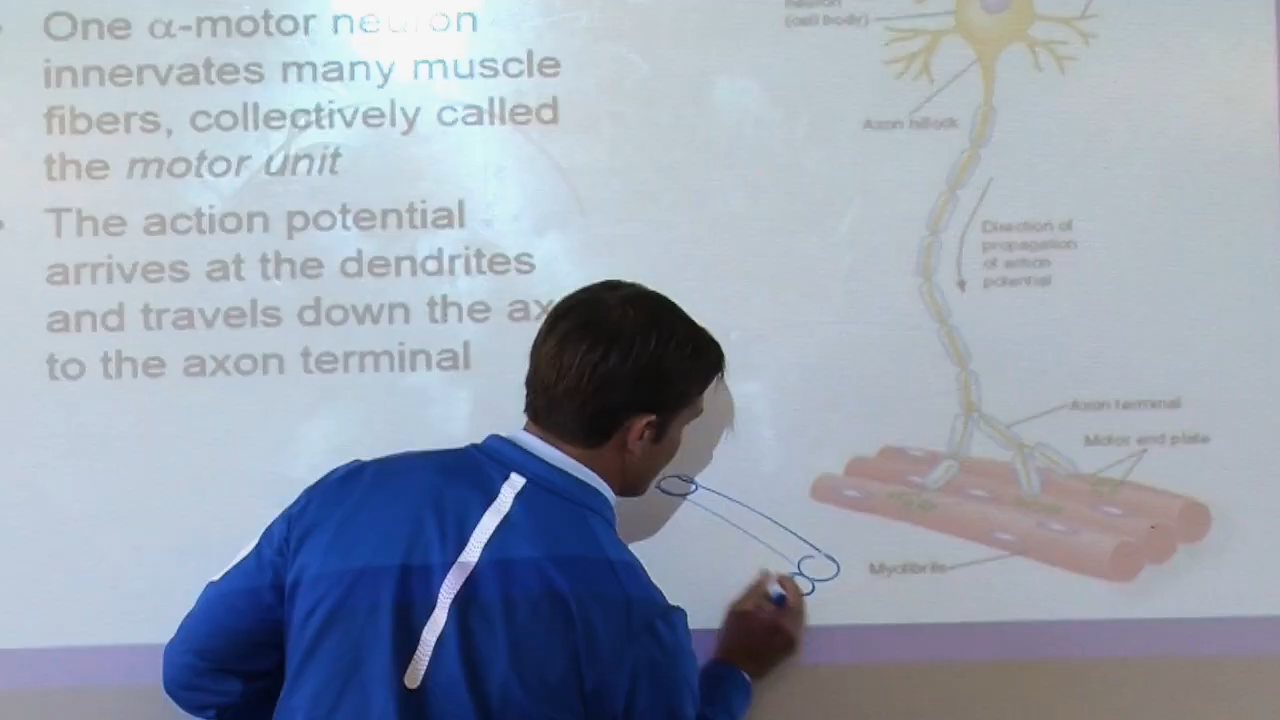 One α-motor neuron
innervates many muscle
fibers, collectively called
the motor unit
The action potential
arrives at the dendrites
and travels down the ax
to the axon terminal
neuron
(cell body)
Axon hillock
Direction of
propagation
of action
potential
Axon terminal
Motor end plate
Myofibrils